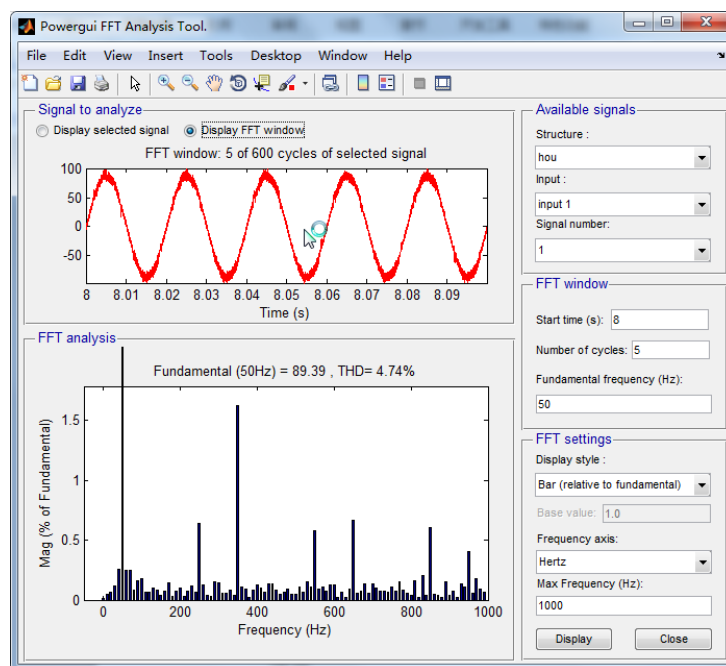 Powergui FFT Analysis Tool.
File Edit View Insert Tools Desktop Window Help
Signal to analyze
Display selected signal
Display FFT window
FFT window: 5 of 600 cycles of selected signal
100
50
0
-50
8 8.01 8.02 8.03 8.04 8.05 8.06 8.07 8.08 8.09
Time (s)
FFT analysis
Fundamental (50Hz) = 89.39 , THD= 4.74%
Mag (% of Fundamental)
1.5
1
0.5
0
0 200 400 600 800 1000
Frequency (Hz)
Available signals
Structure :
hou
Input :
input 1
Signal number:
1
FFT window
Start time (s): 8
Number of cycles: 5
Fundamental frequency (Hz):
50
FFT settings
Display style :
Bar (relative to fundamental)
Base value: 1.0
Frequency axis:
Hertz
Max Frequency (Hz):
1000
Display Close